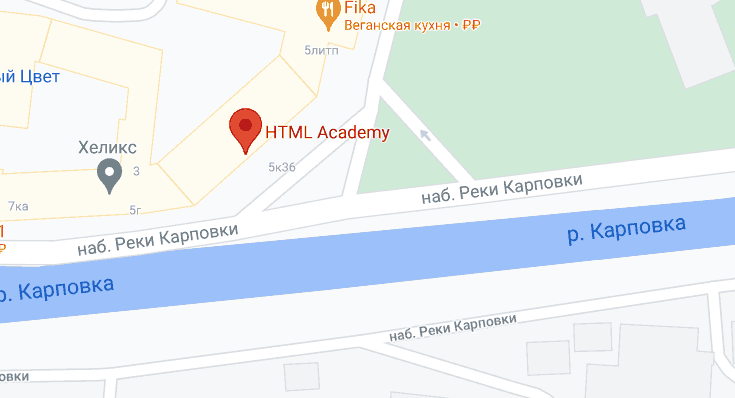 Fika
Веганская кухня • ₽₽
5литп
ый Цвет
HTML Academy
Хеликс
3
5к36
7ка
5г
наб. Реки Карповки
наб. Реки Карповки
р. Карповка
1
₽
р. Карповка
наб. Реки Карповки
овки